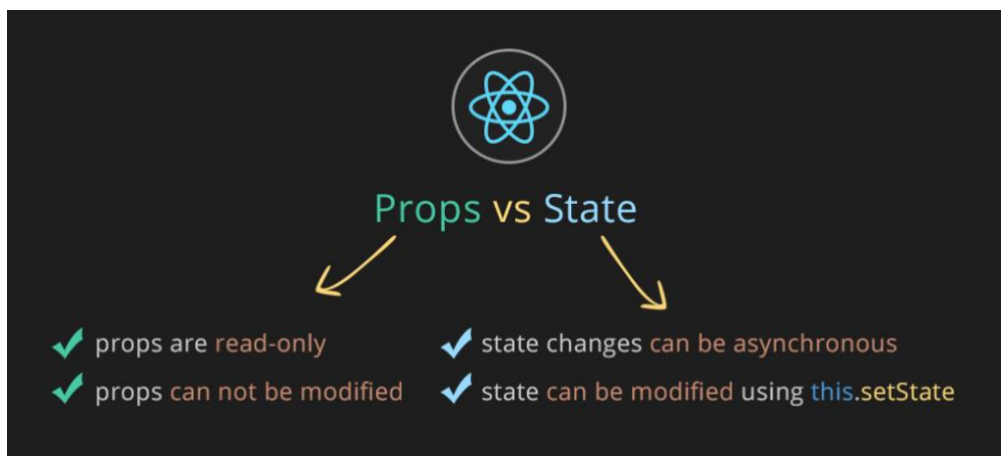 Props vs State
props are read-only
props can not be modified
state changes can be asynchronous
state can be modified using this.setState